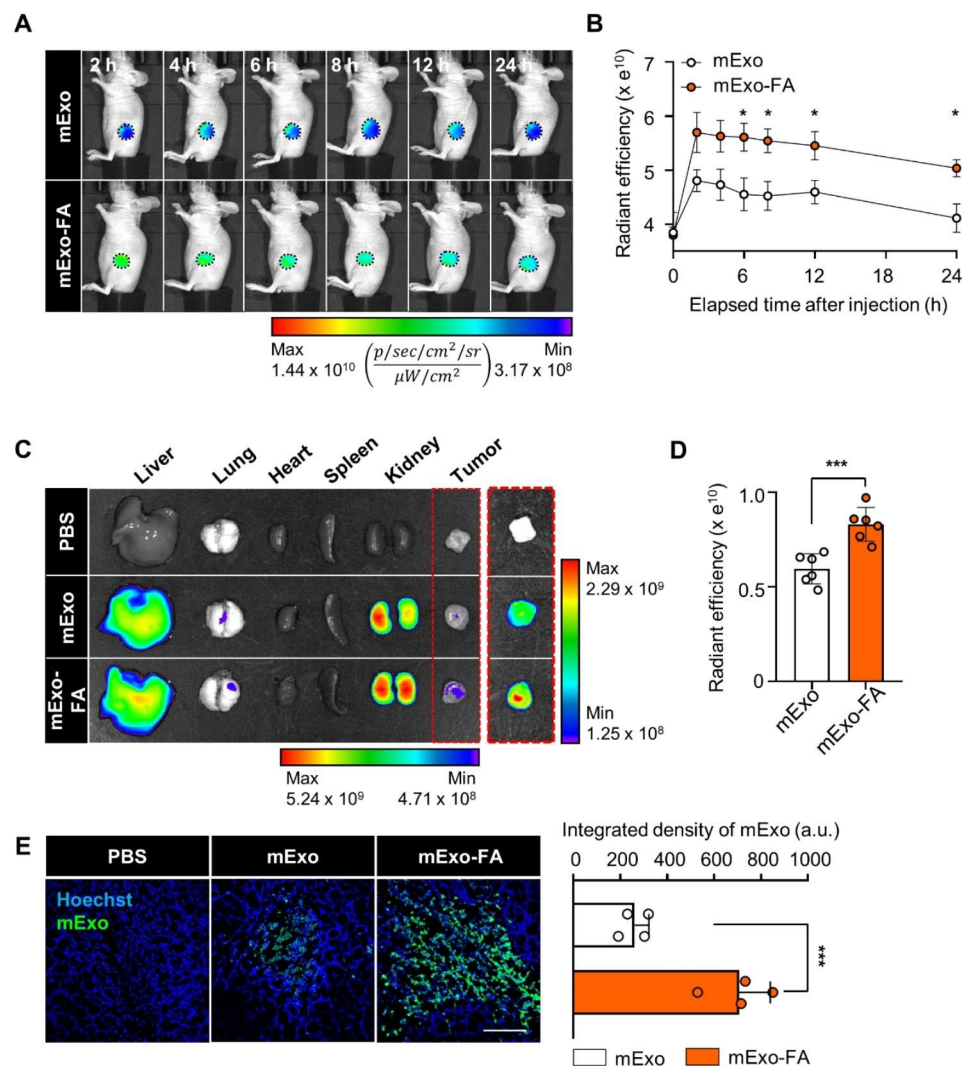 A
2 h 4 h 6 h 8 h 12 h 24 h
mExo
mExo-FA
Max Min
1.44 x 10¹⁰ (p/sec/cm²/sr / µW/cm²) 3.17 x 10⁸
B
mExo
mExo-FA
Radiant efficiency (x e¹⁰)
7
6
5
4
* * * *
0 6 12 18 24
Elapsed time after injection (h)
C
Liver Lung Heart Spleen Kidney Tumor
PBS
mExo
mExo-
FA
Max
2.29 x 10⁹
Min
1.25 x 10⁸
Max Min
5.24 x 10⁹ 4.71 x 10⁸
D
***
Radiant efficiency (x e¹⁰)
1.0
0.5
0
mExo mExo-FA
E
PBS mExo mExo-FA
Hoechst
mExo
Integrated density of mExo (a.u.)
0 200 400 600 800 1000
***
mExo mExo-FA